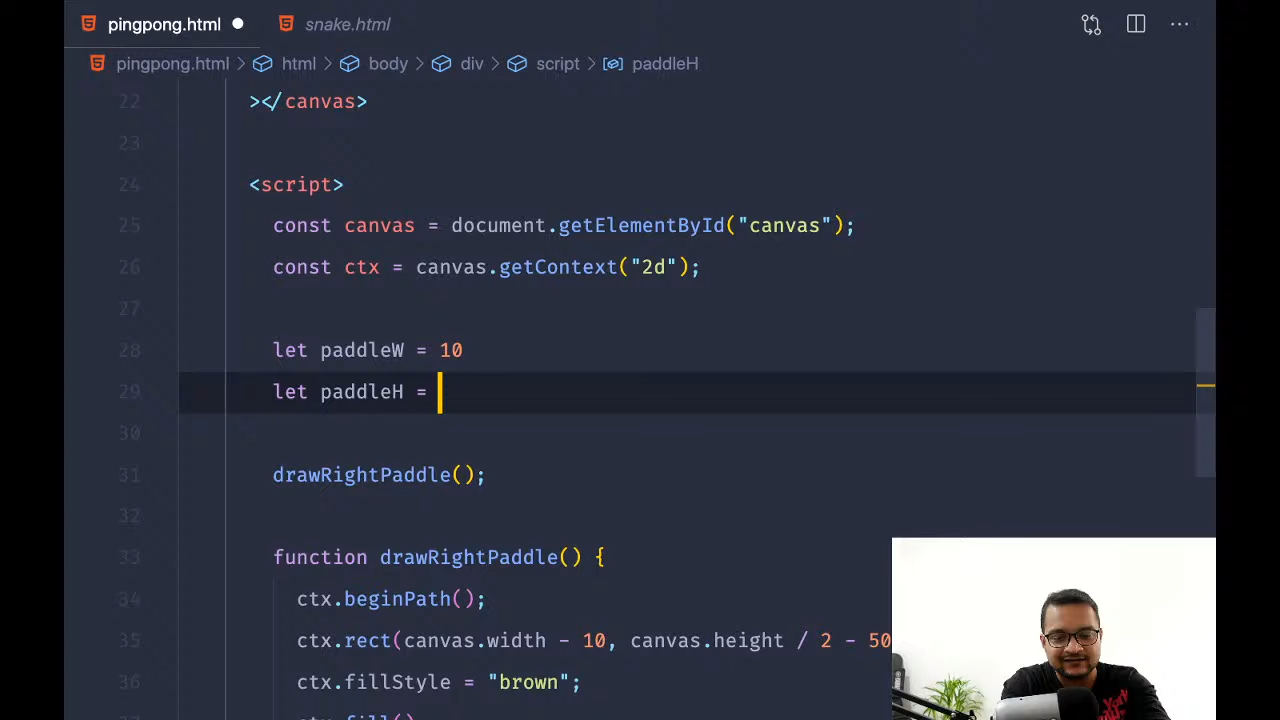 pingpong.html
snake.html
pingpong.html > html > body > div > script > paddleH
22 ></canvas>
23
24 <script>
25 const canvas = document.getElementById("canvas");
26 const ctx = canvas.getContext("2d");
27
28 let paddleW = 10
29 let paddleH =
30
31 drawRightPaddle();
32
33 function drawRightPaddle() {
34 ctx.beginPath();
35 ctx.rect(canvas.width - 10, canvas.height / 2 - 50
36 ctx.fillStyle = "brown";